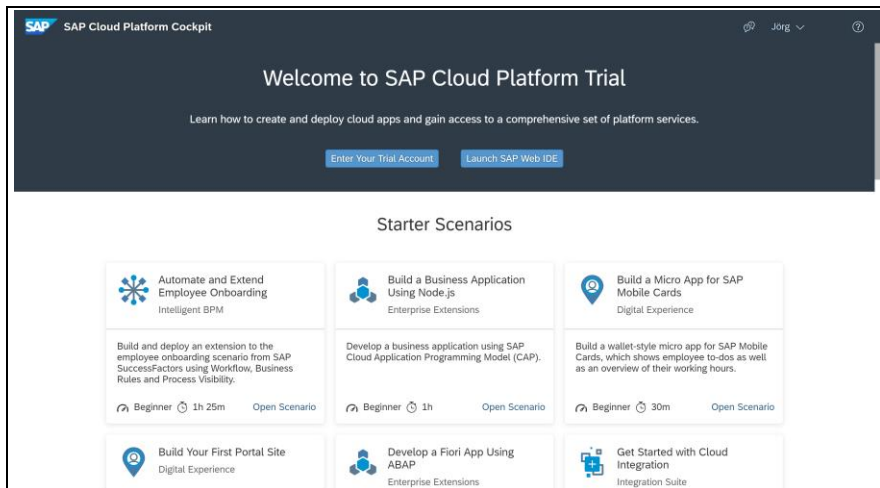 SAP SAP Cloud Platform Cockpit
Jörg
Welcome to SAP Cloud Platform Trial
Learn how to create and deploy cloud apps and gain access to a comprehensive set of platform services.
Enter Your Trial Account
Launch SAP Web IDE
Starter Scenarios
Automate and Extend
Employee Onboarding
Intelligent BPM
Build and deploy an extension to the
employee onboarding scenario from SAP
SuccessFactors using Workflow, Business
Rules and Process Visibility.
Beginner 1h 25m Open Scenario
Build a Business Application
Using Node.js
Enterprise Extensions
Develop a business application using SAP
Cloud Application Programming Model (CAP).
Beginner 1h Open Scenario
Build a Micro App for SAP
Mobile Cards
Digital Experience
Build a wallet-style micro app for SAP Mobile
Cards, which shows employee to-dos as well
as an overview of their working hours.
Beginner 30m Open Scenario
Build Your First Portal Site
Digital Experience
Develop a Fiori App Using
ABAP
Enterprise Extensions
Get Started with Cloud
Integration
Integration Suite